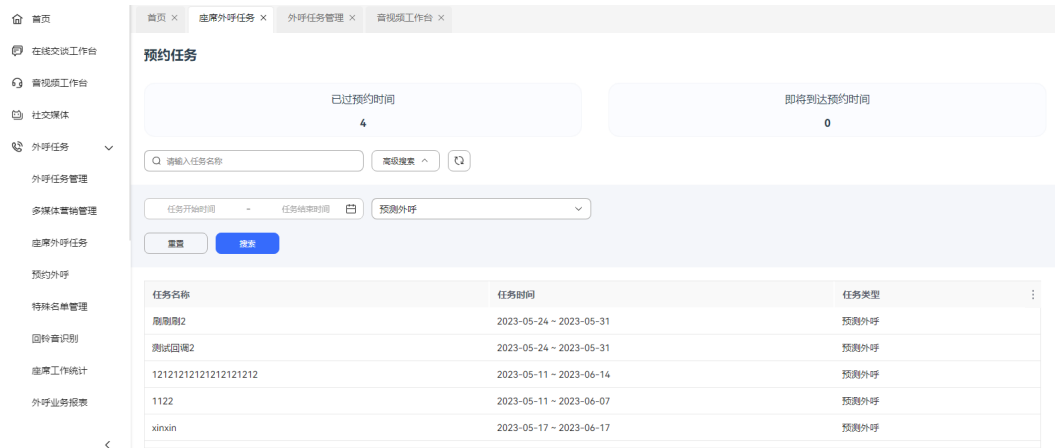 首页
在线交谈工作台
音视频工作台
社交媒体
外呼任务
外呼任务管理
多媒体营销管理
座席外呼任务
预约外呼
特殊名单管理
回铃音识别
座席工作统计
外呼业务报表
首页 × 座席外呼任务 × 外呼任务管理 × 音视频工作台 ×
预约任务
已过预约时间 即将到达预约时间
4 0
请输入任务名称 高级搜索
任务开始时间 - 任务结束时间 预测外呼
重置 搜索
任务名称 任务时间 任务类型
刷刷刷2 2023-05-24 ~ 2023-05-31 预测外呼
测试回调2 2023-05-24 ~ 2023-05-31 预测外呼
12121212121212121212 2023-05-11 ~ 2023-06-14 预测外呼
1122 2023-05-11 ~ 2023-06-07 预测外呼
xinxin 2023-05-17 ~ 2023-06-17 预测外呼